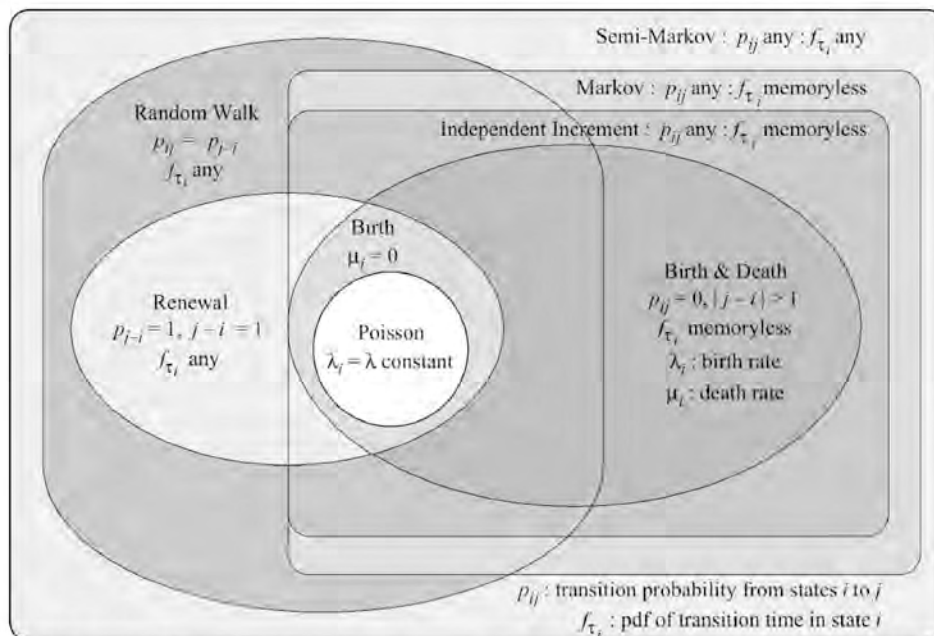 Semi-Markov : p_ij any : f_τi any
Markov : p_ij any : f_τi memoryless
Independent Increment : p_ij any : f_τi memoryless
Random Walk
p_ij = p_j−i
f_τi any
Birth
μ_i = 0
Renewal
p_j−i = 1, j − i = 1
f_τi any
Poisson
λ_i = λ constant
Birth & Death
p_ij = 0, | j − i | > 1
f_τi memoryless
λ_i : birth rate
μ_i : death rate
p_ij : transition probability from states i to j
f_τi : pdf of transition time in state i